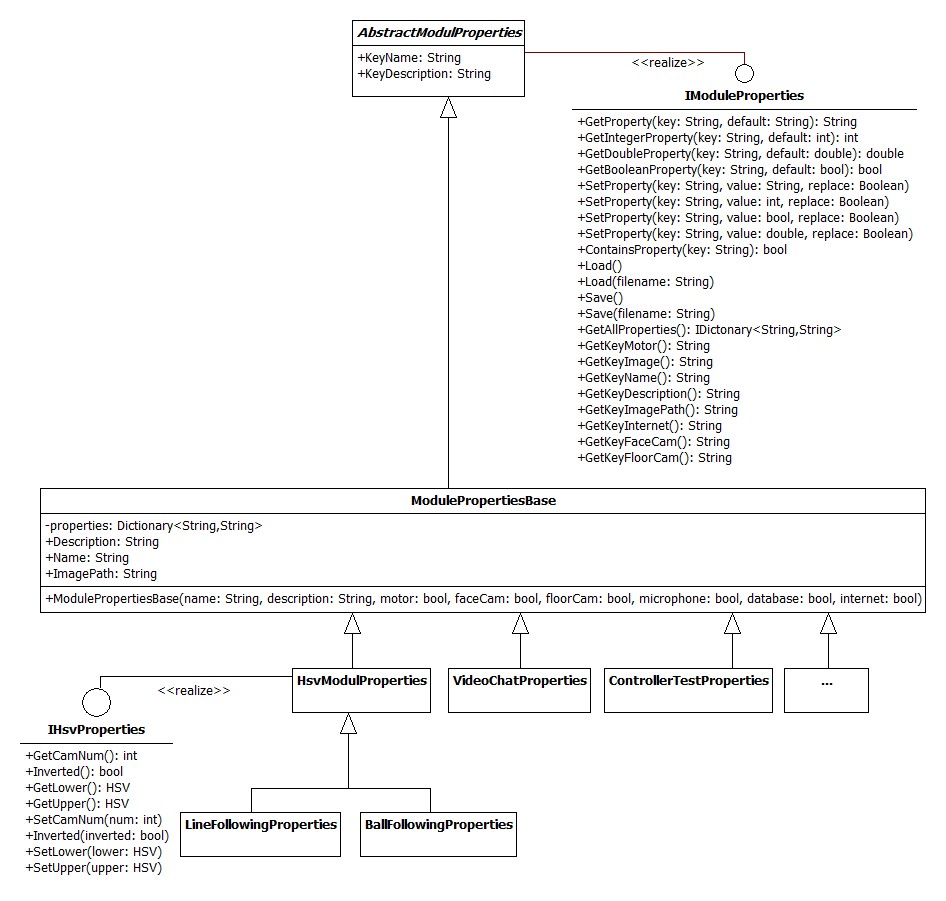 AbstractModulProperties
+KeyName: String
+KeyDescription: String
<<realize>>
IModuleProperties
+GetProperty(key: String, default: String): String
+GetIntegerProperty(key: String, default: int): int
+GetDoubleProperty(key: String, default: double): double
+GetBooleanProperty(key: String, default: bool): bool
+SetProperty(key: String, value: String, replace: Boolean)
+SetProperty(key: String, value: int, replace: Boolean)
+SetProperty(key: String, value: bool, replace: Boolean)
+SetProperty(key: String, value: double, replace: Boolean)
+ContainsProperty(key: String): bool
+Load()
+Load(filename: String)
+Save()
+Save(filename: String)
+GetAllProperties(): IDictonary<String,String>
+GetKeyMotor(): String
+GetKeyImage(): String
+GetKeyName(): String
+GetKeyDescription(): String
+GetKeyImagePath(): String
+GetKeyInternet(): String
+GetKeyFaceCam(): String
+GetKeyFloorCam(): String
ModulePropertiesBase
-properties: Dictionary<String,String>
+Description: String
+Name: String
+ImagePath: String
+ModulePropertiesBase(name: String, description: String, motor: bool, faceCam: bool, floorCam: bool, microphone: bool, database: bool, internet: bool)
HsvModulProperties
VideoChatProperties
ControllerTestProperties
...
<<realize>>
IHsvProperties
+GetCamNum(): int
+Inverted(): bool
+GetLower(): HSV
+GetUpper(): HSV
+SetCamNum(num: int)
+Inverted(inverted: bool)
+SetLower(lower: HSV)
+SetUpper(upper: HSV)
LineFollowingProperties
BallFollowingProperties